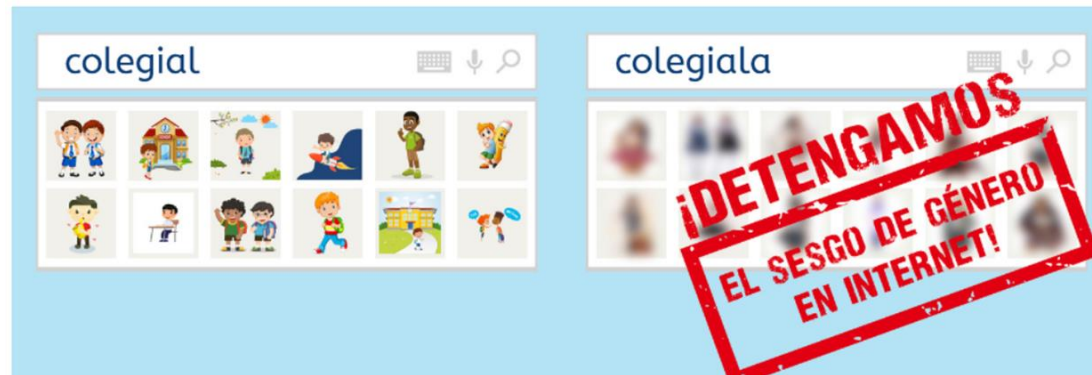 colegial
colegiala
¡DETENGAMOS
EL SESGO DE GÉNERO
EN INTERNET!